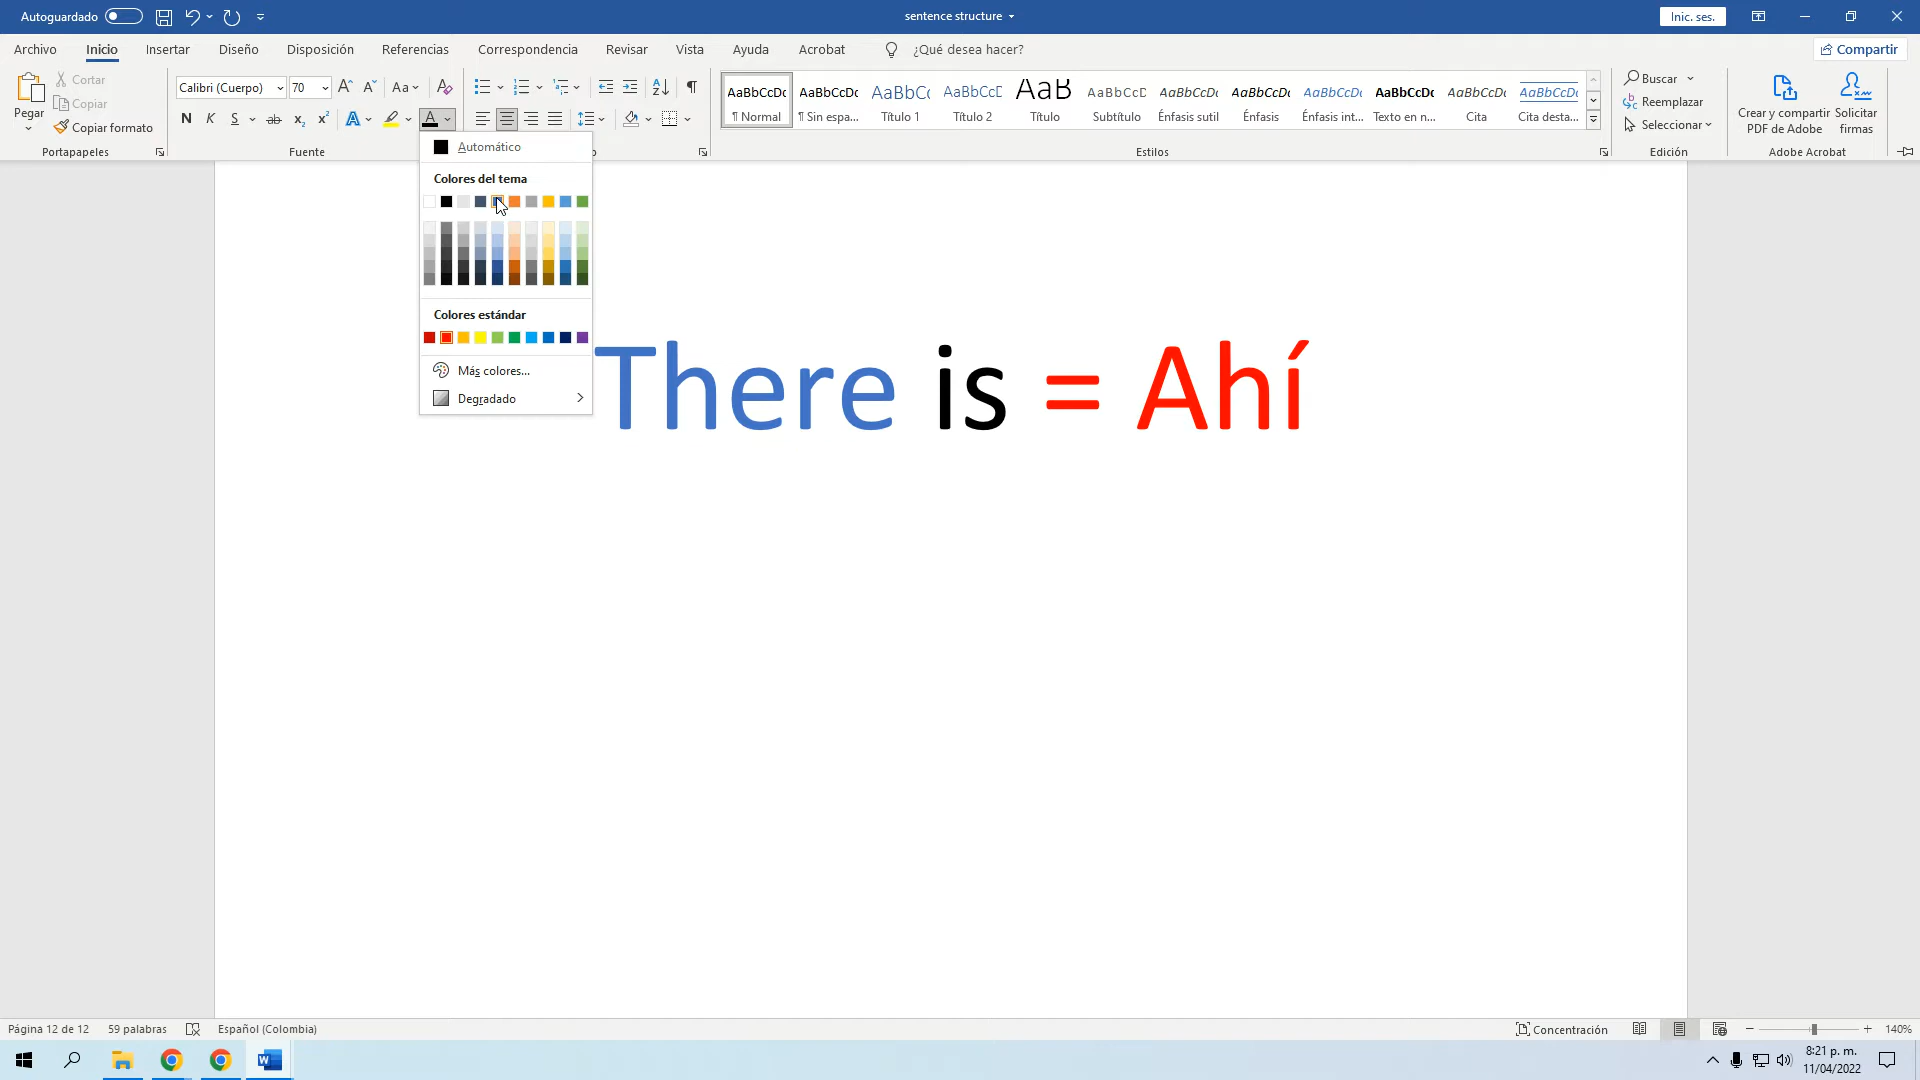 Autoguardado
sentence structure
Inic. ses.
Archivo Inicio Insertar Diseño Disposición Referencias Correspondencia Revisar Vista Ayuda Acrobat ¿Qué desea hacer? Compartir
Pegar
Cortar
Copiar
Copiar formato
Portapapeles
Calibri (Cuerpo) 70
Fuente
AaBbCcDc AaBbCcDc AaBbC( AaBbCcD AaB AaBbCcD AaBbCcDc AaBbCcDc AaBbCcDc AaBbCcDc AaBbCcDc AaBbCcDc
¶ Normal ¶ Sin espa... Título 1 Título 2 Título Subtítulo Énfasis sutil Énfasis Énfasis int... Texto en n... Cita Cita desta...
Estilos
Buscar
Reemplazar
Seleccionar
Edición
Crear y compartir PDF de Adobe
Solicitar firmas
Adobe Acrobat
Automático
Colores del tema
Colores estándar
Más colores...
Degradado
There is = Ahí
Página 12 de 12 59 palabras Español (Colombia) Concentración 140%
8:21 p. m.
11/04/2022